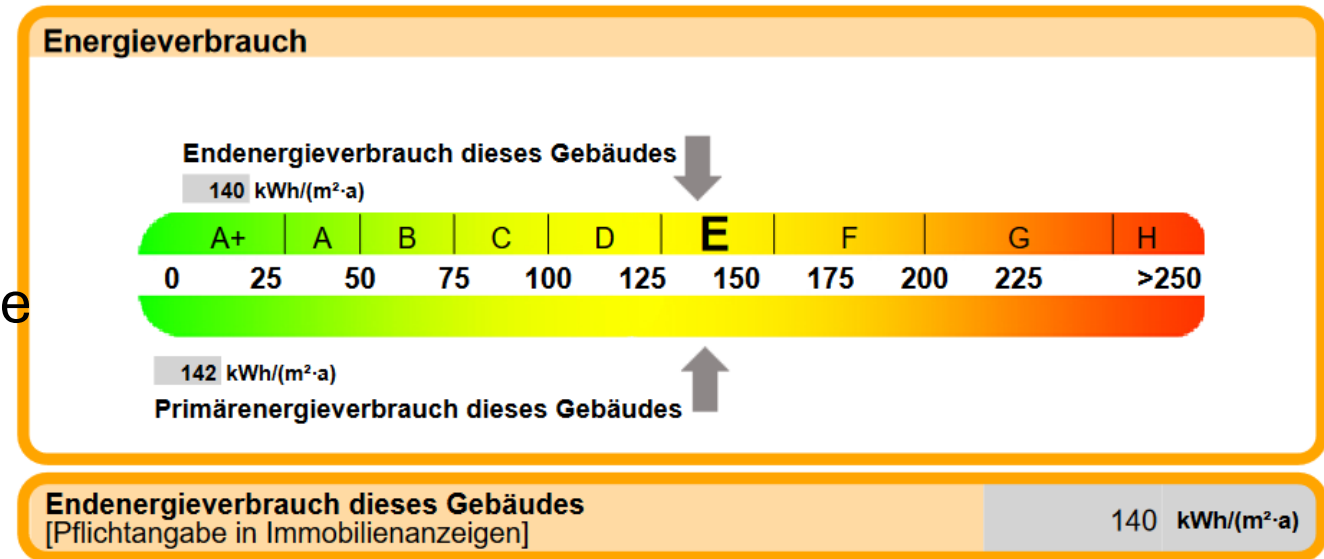 Energieverbrauch
Endenergieverbrauch dieses Gebäudes
140 kWh/(m²·a)
A+ A B C D E F G H
0 25 50 75 100 125 150 175 200 225 >250
e
142 kWh/(m²·a)
Primärenergieverbrauch dieses Gebäudes
Endenergieverbrauch dieses Gebäudes
[Pflichtangabe in Immobilienanzeigen]
140 kWh/(m²·a)